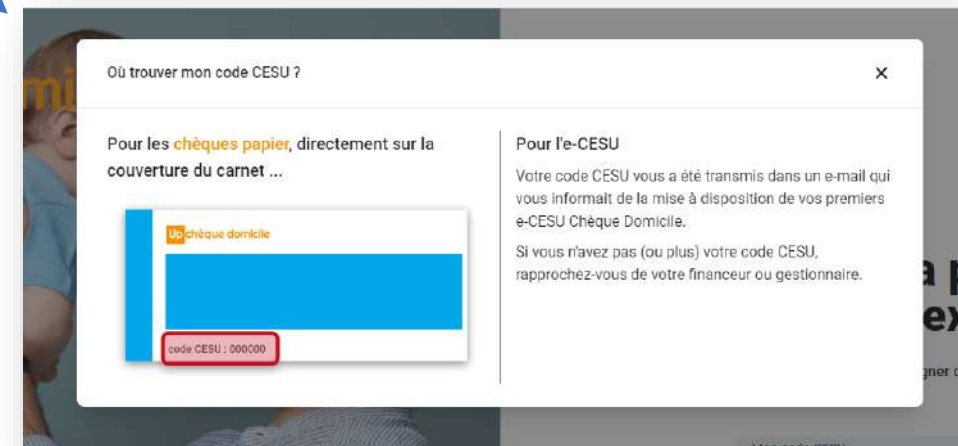 Où trouver mon code CESU ?
Pour les chèques papier, directement sur la
couverture du carnet ...
Up chèque domicile
code CESU : 000000
Pour l'e-CESU
Votre code CESU vous a été transmis dans un e-mail qui
vous informait de la mise à disposition de vos premiers
e-CESU Chèque Domicile.
Si vous n'avez pas (ou plus) votre code CESU,
rapprochez-vous de votre financeur ou gestionnaire.